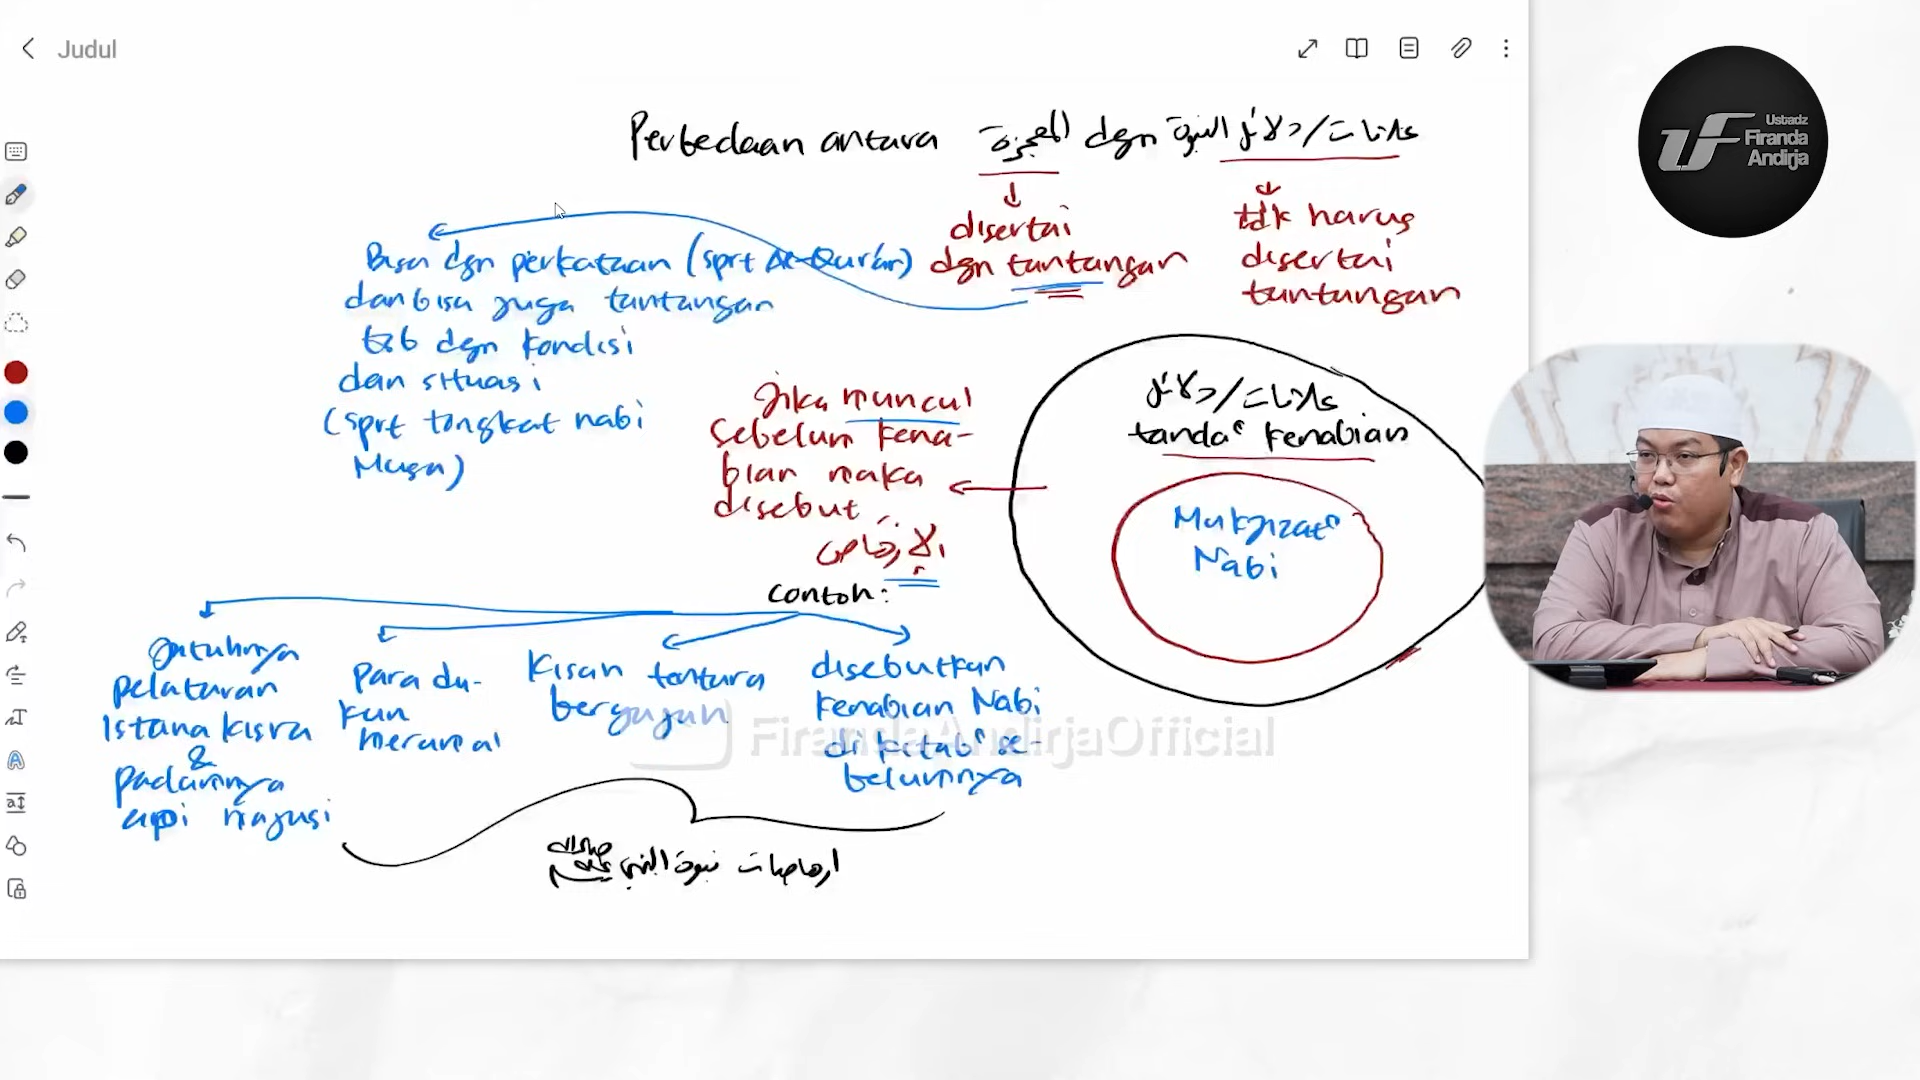 Judul
Ustadz
Firanda
Andirja
Perbedaan antara المعجزة dgn علامات/دلائل النبوة
disertai
dgn tantangan
tdk harus
disertai
tantangan
Bisa dgn perkataan (sprt Al-Qur'an)
dan bisa juga tantangan
tsb dgn kondisi
dan situasi
(sprt tongkat nabi
Musa)
jika muncul
sebelum kena-
bian maka
disebut
الإرهاص
contoh:
علامات/دلائل
tanda² kenabian
Mukjizat²
Nabi
Jatuhnya
pelataran
Istana kisra
&
padamnya
api majusi
Para du-
kun
meramal
Kisah tentara
bergajah
disebutkan
kenabian Nabi
di kitab² se-
belumnya
FirandaAndirjaOfficial
ارهاصات نبوة النبي صلى الله عليه وسلم